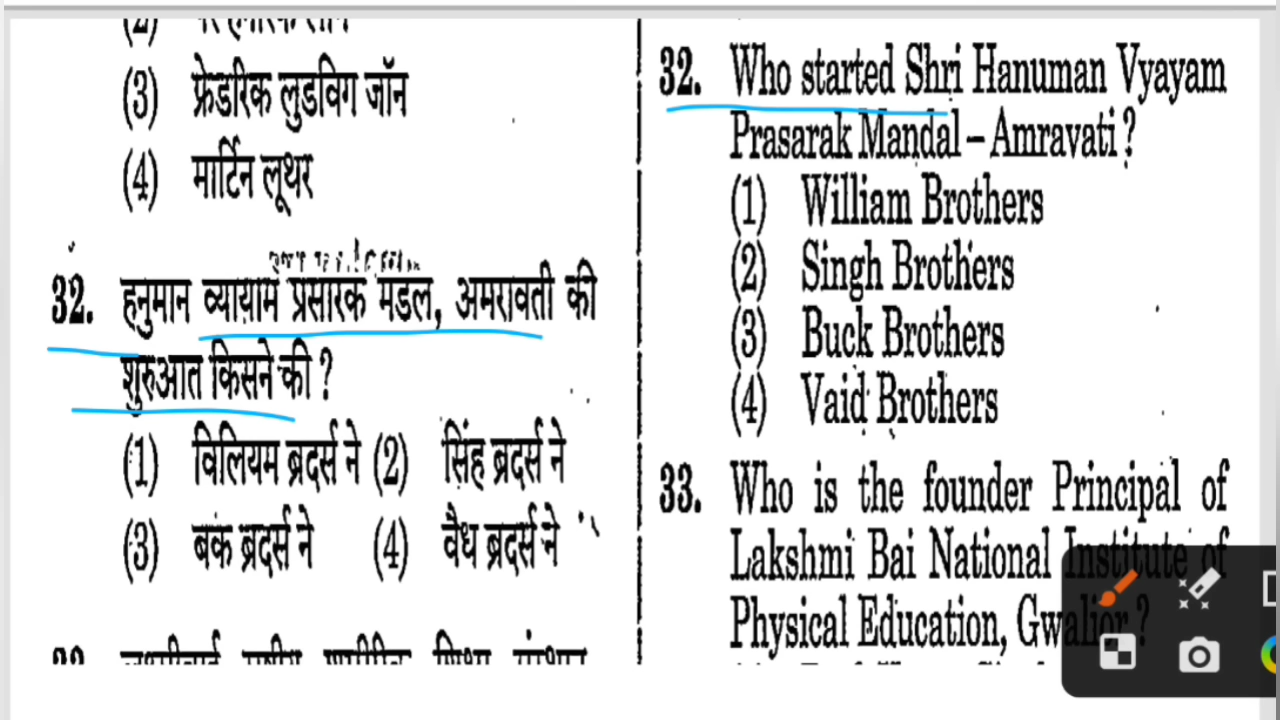 (3) फ्रेडरिक लुडविग जॉन
(4) मार्टिन लूथर
32. हनुमान व्यायाम प्रसारक मंडल, अमरावती की
शुरुआत किसने की ?
(1) विलियम ब्रदर्स ने (2) सिंह ब्रदर्स ने
(3) बक ब्रदर्स ने (4) वैध ब्रदर्स ने
32. Who started Shri Hanuman Vyayam
Prasarak Mandal – Amravati ?
(1) William Brothers
(2) Singh Brothers
(3) Buck Brothers
(4) Vaid Brothers
33. Who is the founder Principal of
Lakshmi Bai National Institute of
Physical Education, Gwalior ?